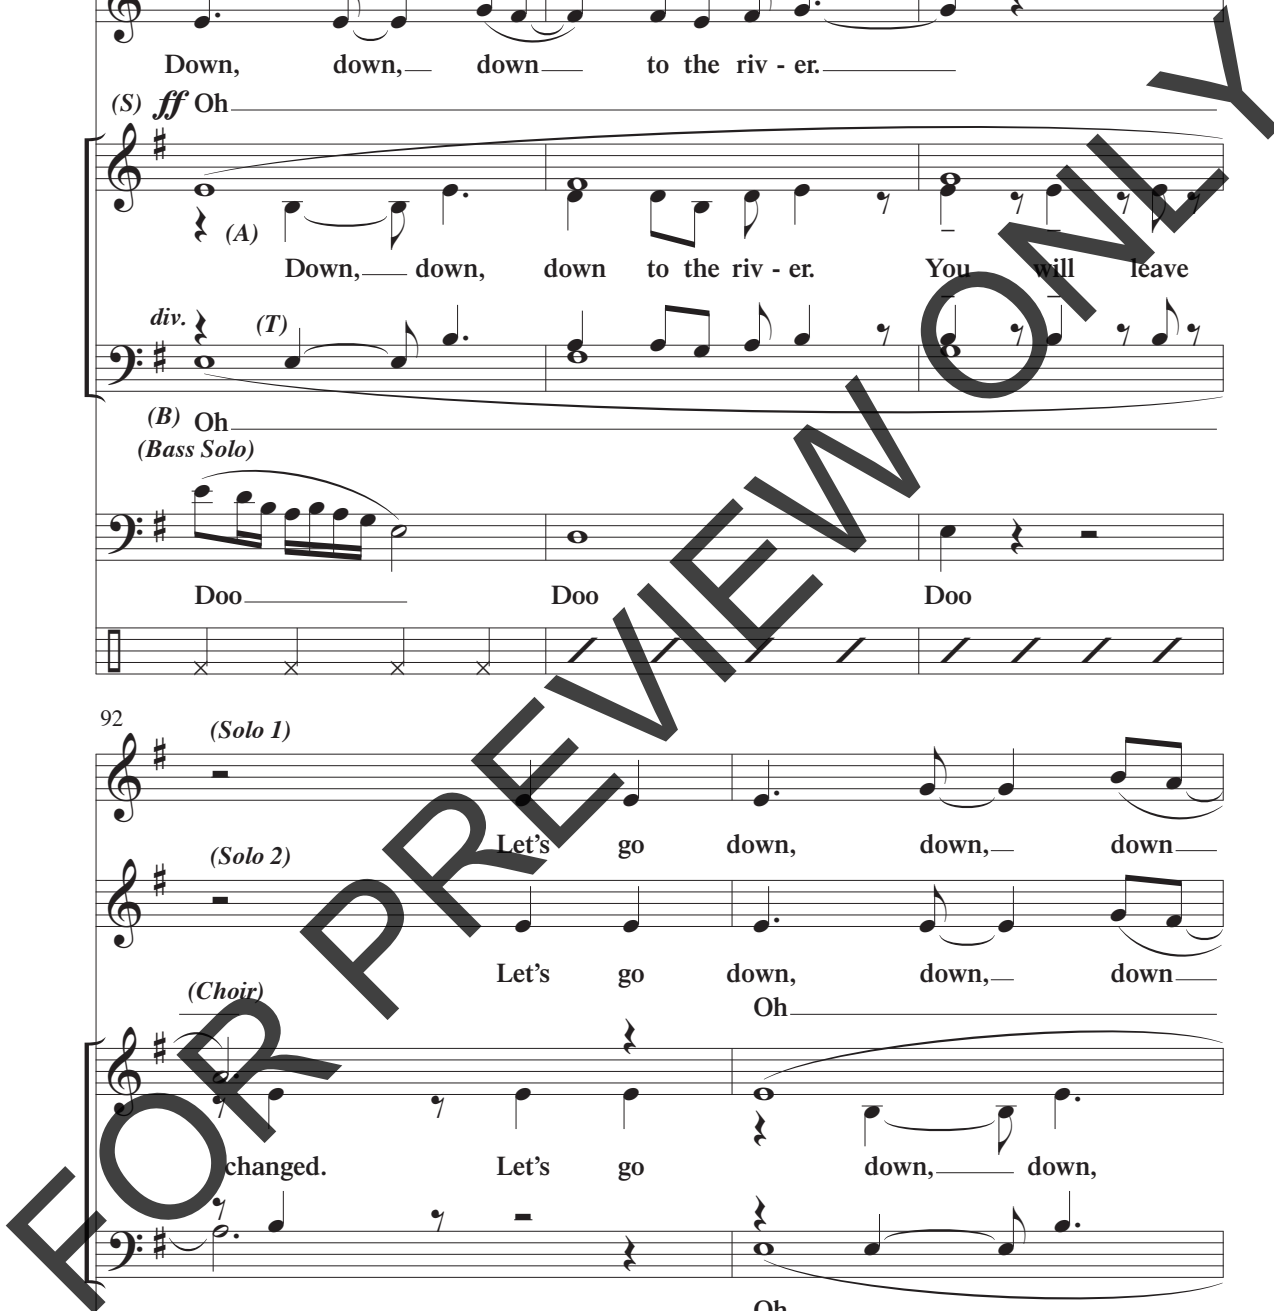 Down, down, down to the riv - er.
(S) ff Oh
(A)
Down, down, down to the riv - er. You will leave
div. (T)
(B) Oh
(Bass Solo)
Doo Doo Doo
92
(Solo 1)
Let's go down, down, down
(Solo 2)
Let's go down, down, down
(Choir) Oh
changed. Let's go down, down,
Oh
FOR PREVIEW ONLY